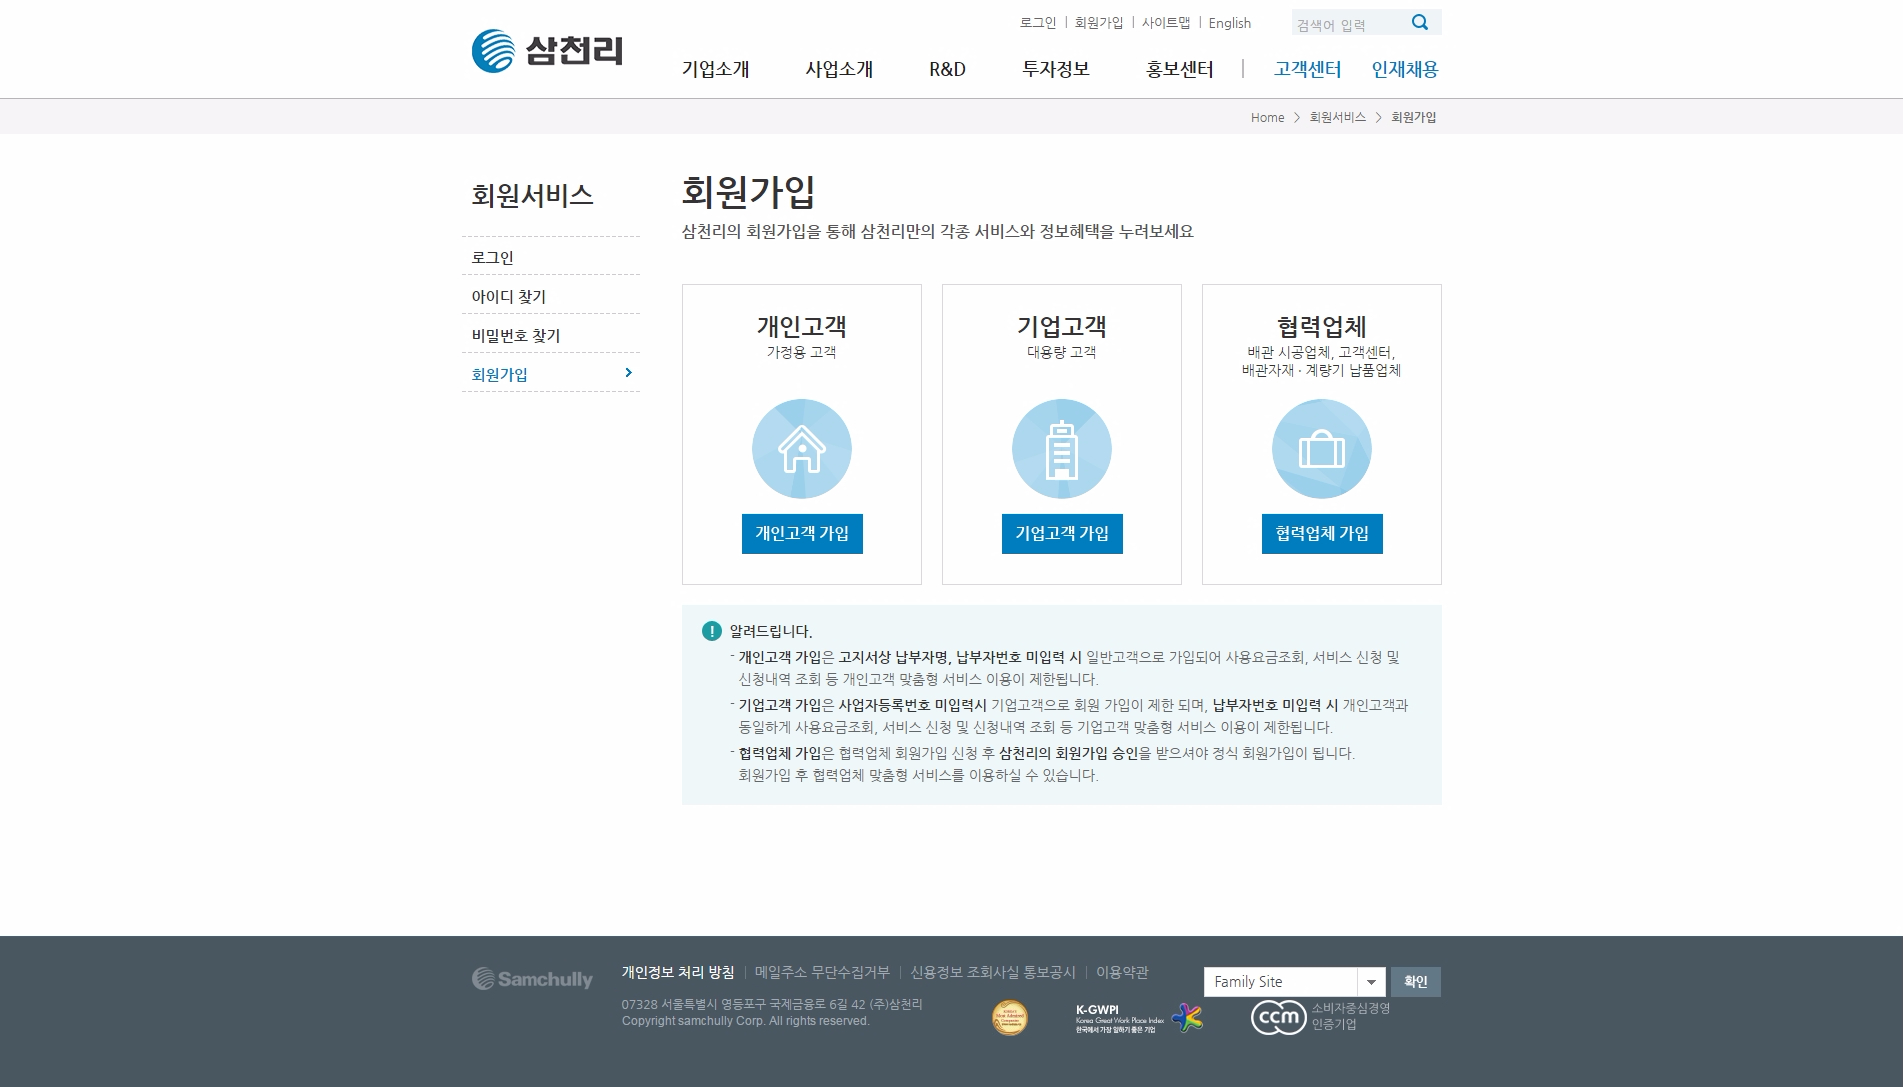 로그인 회원가입 사이트맵 English 검색어 입력
삼천리
기업소개 사업소개 R&D 투자정보 홍보센터 고객센터 인재채용
Home > 회원서비스 > 회원가입
회원서비스
로그인
아이디 찾기
비밀번호 찾기
회원가입
회원가입
삼천리의 회원가입을 통해 삼천리만의 각종 서비스와 정보혜택을 누려보세요
개인고객
가정용 고객
개인고객 가입
기업고객
대용량 고객
기업고객 가입
협력업체
배관 시공업체, 고객센터,
배관자재 · 계량기 납품업체
협력업체 가입
! 알려드립니다.
- 개인고객 가입은 고지서상 납부자명, 납부자번호 미입력 시 일반고객으로 가입되어 사용요금조회, 서비스 신청 및
신청내역 조회 등 개인고객 맞춤형 서비스 이용이 제한됩니다.
- 기업고객 가입은 사업자등록번호 미입력시 기업고객으로 회원 가입이 제한 되며, 납부자번호 미입력 시 개인고객과
동일하게 사용요금조회, 서비스 신청 및 신청내역 조회 등 기업고객 맞춤형 서비스 이용이 제한됩니다.
- 협력업체 가입은 협력업체 회원가입 신청 후 삼천리의 회원가입 승인을 받으셔야 정식 회원가입이 됩니다.
회원가입 후 협력업체 맞춤형 서비스를 이용하실 수 있습니다.
Samchully
개인정보 처리 방침 메일주소 무단수집거부 신용정보 조회사실 통보공시 이용약관
07328 서울특별시 영등포구 국제금융로 6길 42 (주)삼천리
Copyright samchully Corp. All rights reserved.
Family Site 확인
K-GWPI
Korea Great Work Place Index
한국에서 가장 일하기 좋은 기업
ccm
소비자중심경영
인증기업